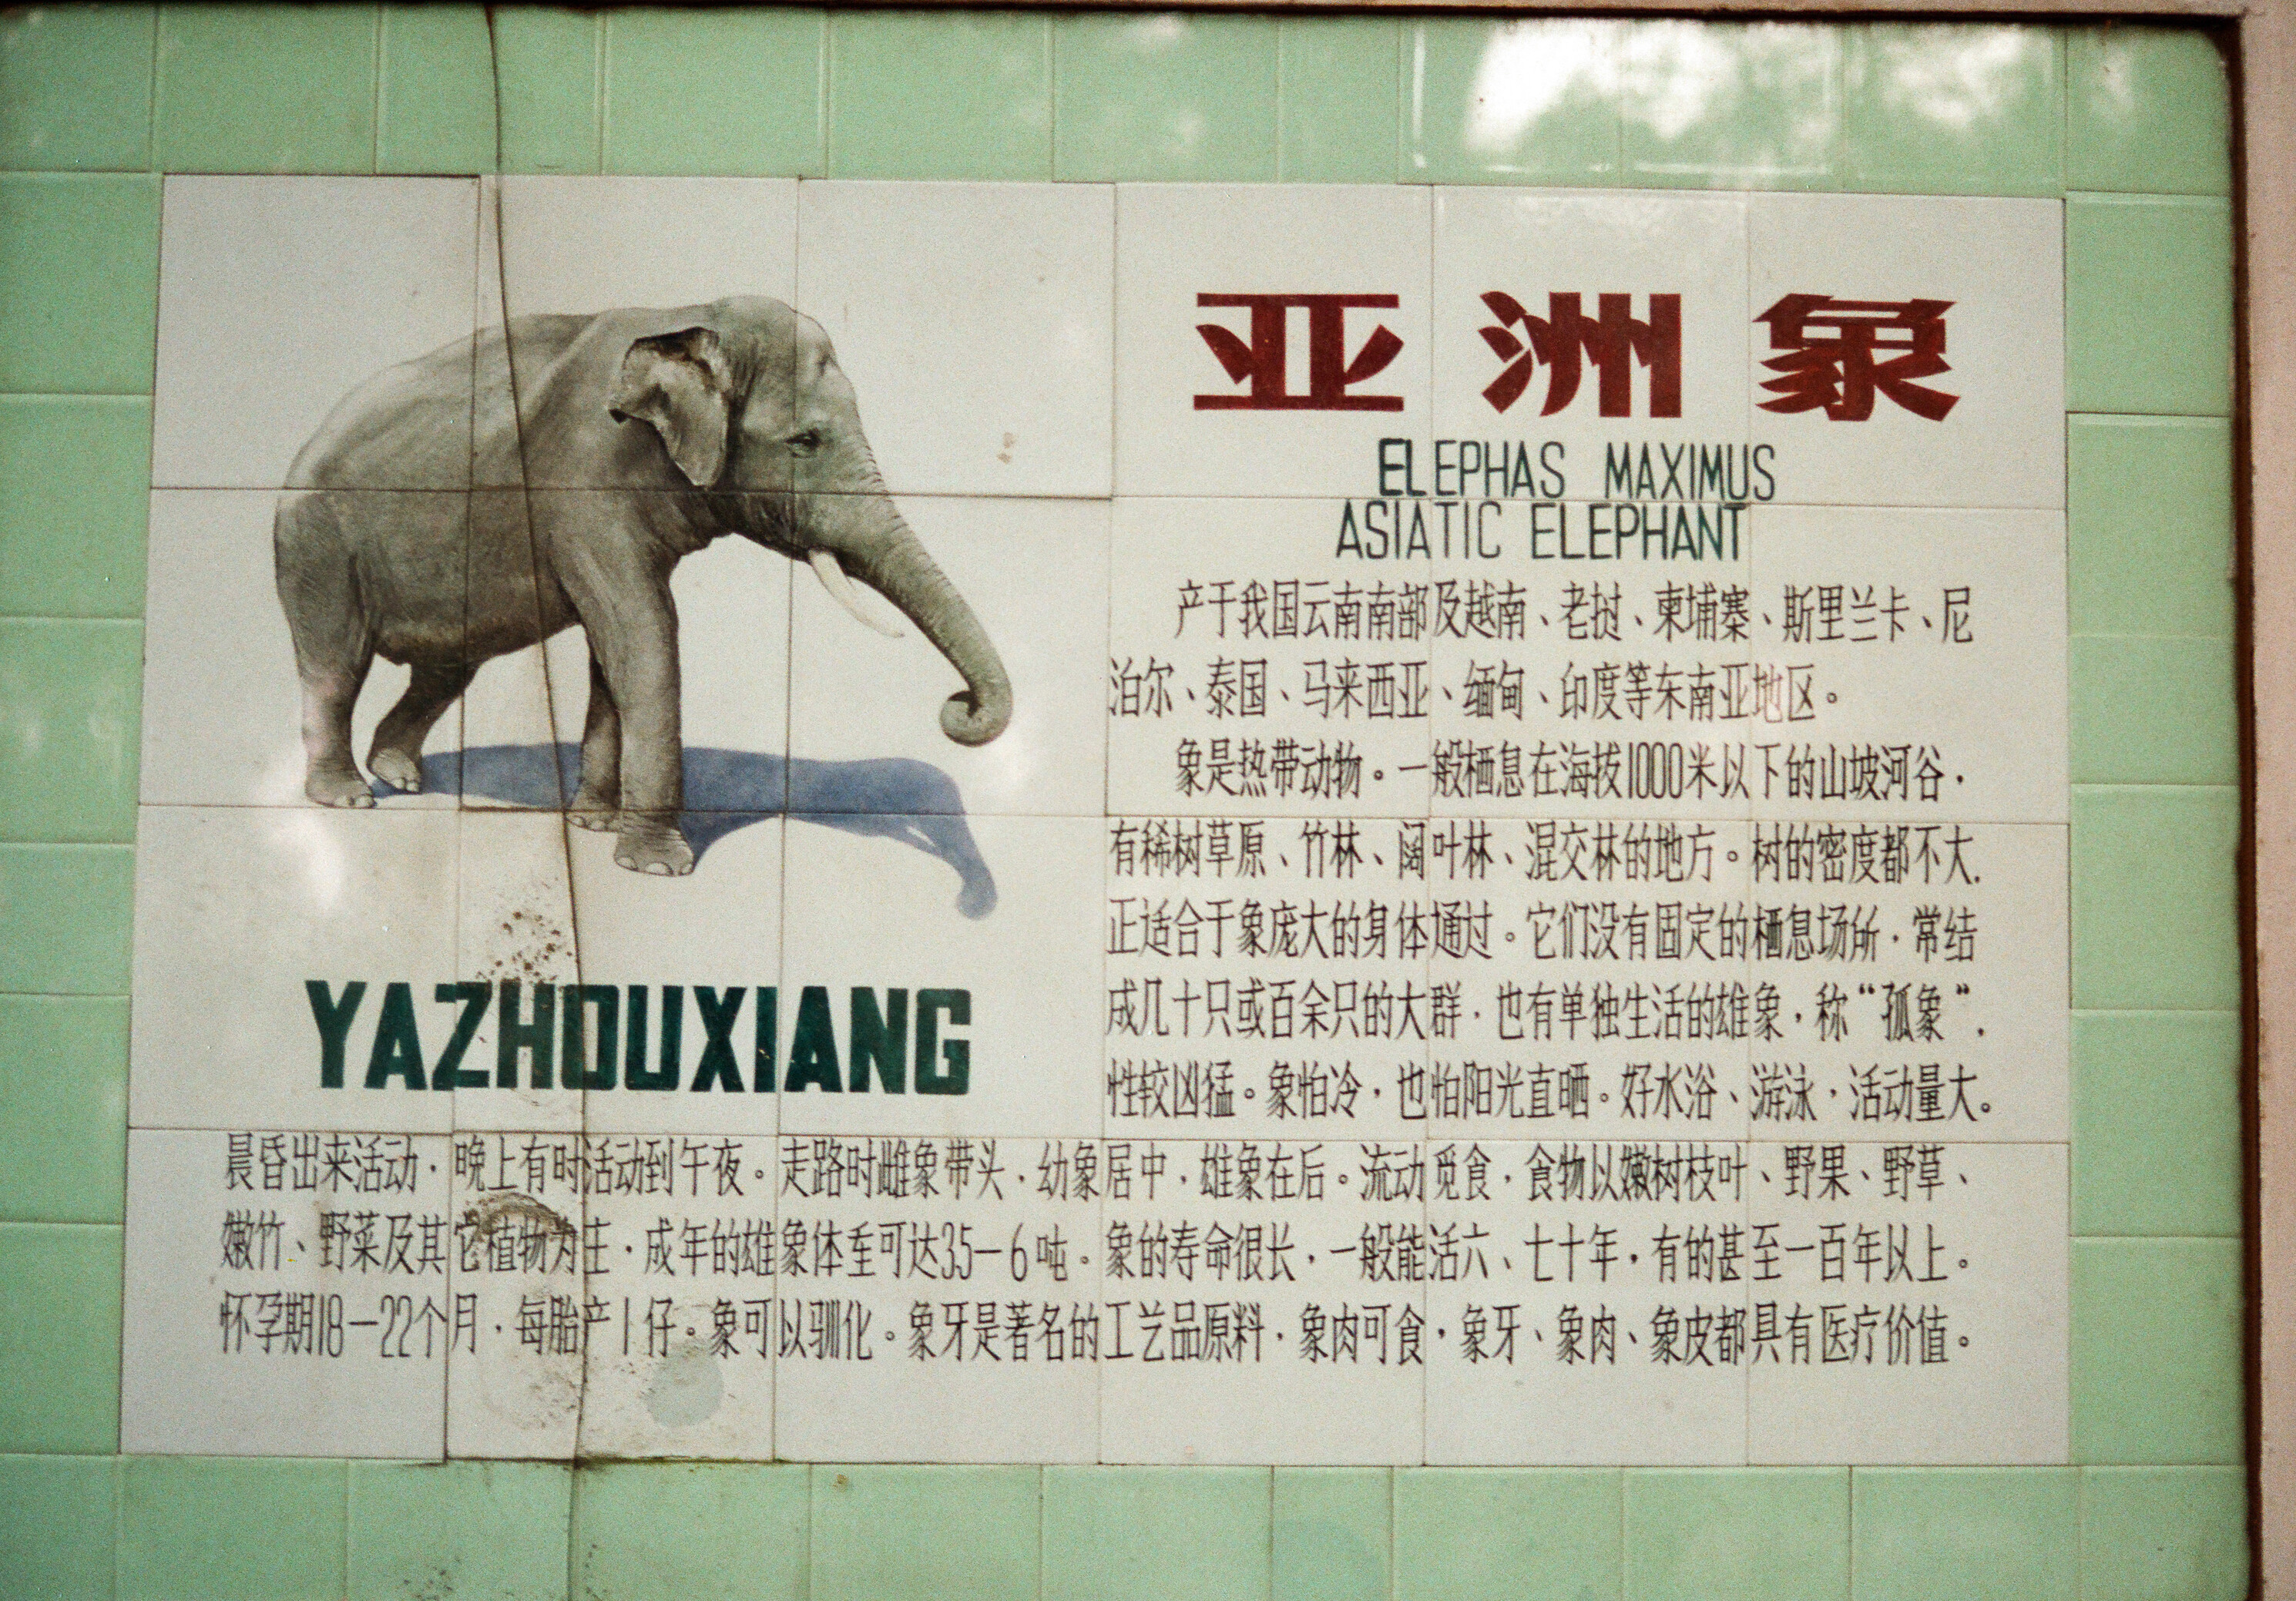 亚洲象
ELEPHAS MAXIMUS
ASIATIC ELEPHANT
产于我国云南南部及越南、老挝、柬埔寨、斯里兰卡、尼
泊尔、泰国、马来西亚、缅甸、印度等东南亚地区。
象是热带动物。一般栖息在海拔1000米以下的山坡河谷，
有稀树草原、竹林、阔叶林、混交林的地方。树的密度都不大，
正适合于象庞大的身体通过。它们没有固定的栖息场所，常结
成几十只或百余只的大群，也有单独生活的雄象，称“孤象”，
性较凶猛。象怕冷，也怕阳光直晒。好水浴、游泳，活动量大。
YAZHOUXIANG
晨昏出来活动，晚上有时活动到午夜。走路时雌象带头，幼象居中，雄象在后。流动觅食，食物以嫩树枝叶、野果、野草、
嫩竹、野菜及其它植物为主，成年的雄象体重可达35—6吨。象的寿命很长，一般能活六、七十年，有的甚至一百年以上。
怀孕期18—22个月，每胎产1仔。象可以驯化。象牙是著名的工艺品原料，象肉可食，象牙、象肉、象皮都具有医疗价值。